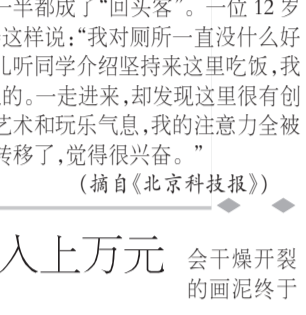 一半都成了“回头客”。一位 12 岁
这样说:“我对厕所一直没什么好
儿听同学介绍坚持来这里吃饭,我
的。一走进来,却发现这里很有创
艺术和玩乐气息,我的注意力全被
转移了,觉得很兴奋。”
(摘自《北京科技报》)
入上万元
会干燥开裂
的画泥终于